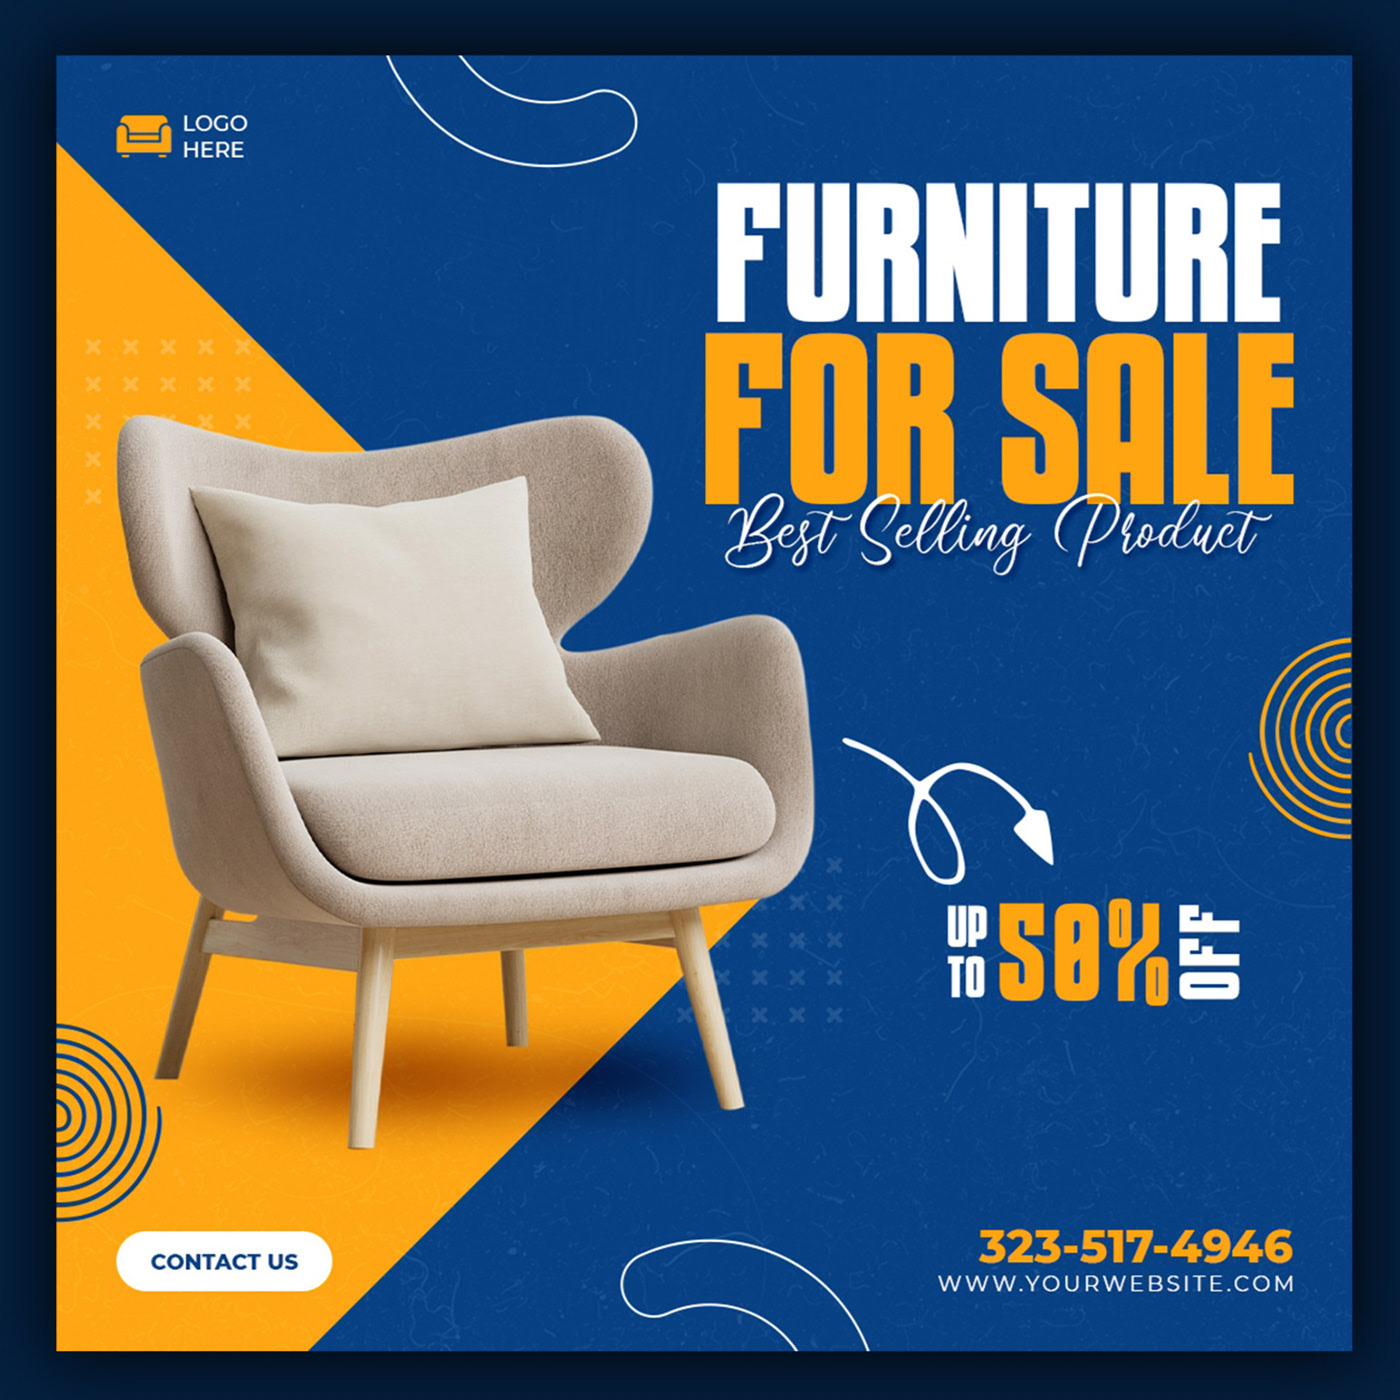 LOGO
HERE
FURNITURE
FOR SALE
Best Selling Product
UP
TO
50%
OFF
CONTACT US
323-517-4946
WWW.YOURWEBSITE.COM